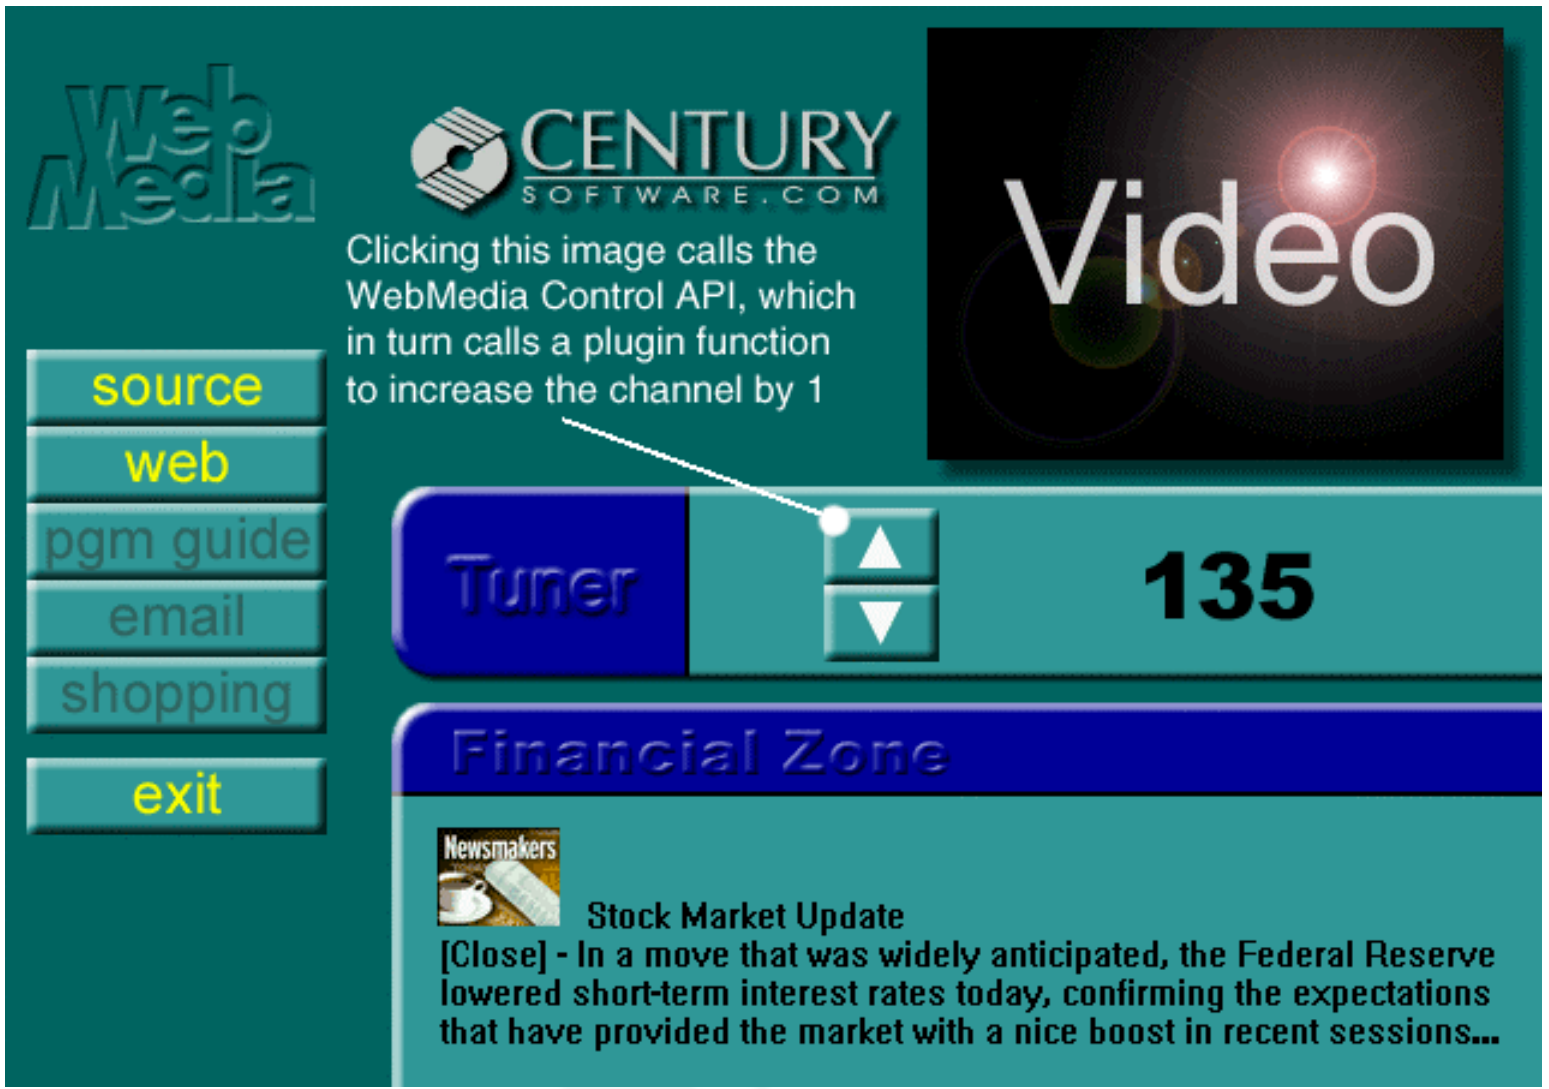 Web
Media
CENTURY
SOFTWARE.COM
Video
Clicking this image calls the
WebMedia Control API, which
in turn calls a plugin function
to increase the channel by 1
source
web
pgm guide
email
shopping
exit
Tuner
135
Financial Zone
Newsmakers
Stock Market Update
[Close] - In a move that was widely anticipated, the Federal Reserve
lowered short-term interest rates today, confirming the expectations
that have provided the market with a nice boost in recent sessions...